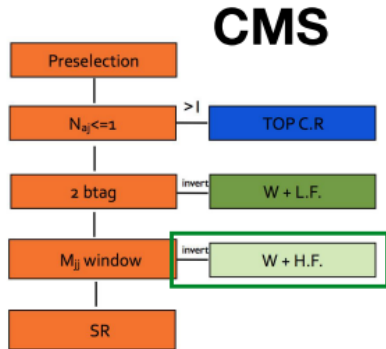 CMS
Preselection
Naj<=1
>1
TOP C.R
2 btag
invert
W + L.F.
Mjj window
invert
W + H.F.
SR